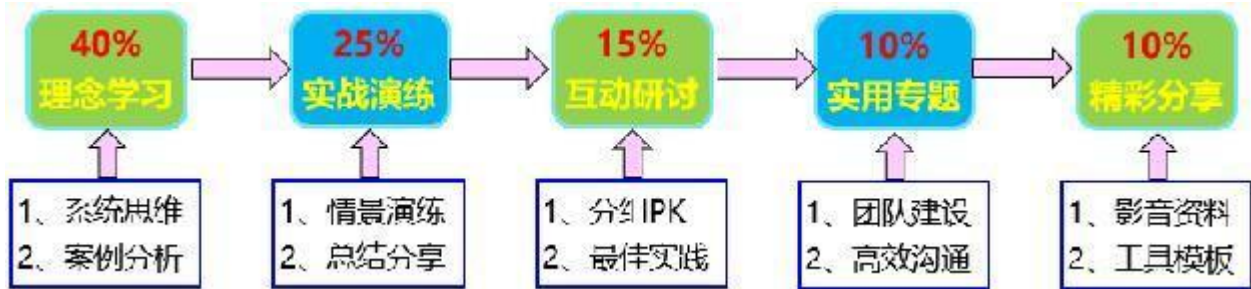 40%
理念学习
25%
实战演练
15%
互动研讨
10%
实用专题
10%
精彩分享
1、系统思维
2、案例分析
1、情景演练
2、总结分享
1、分组PK
2、最佳实践
1、团队建设
2、高效沟通
1、影音资料
2、工具模板